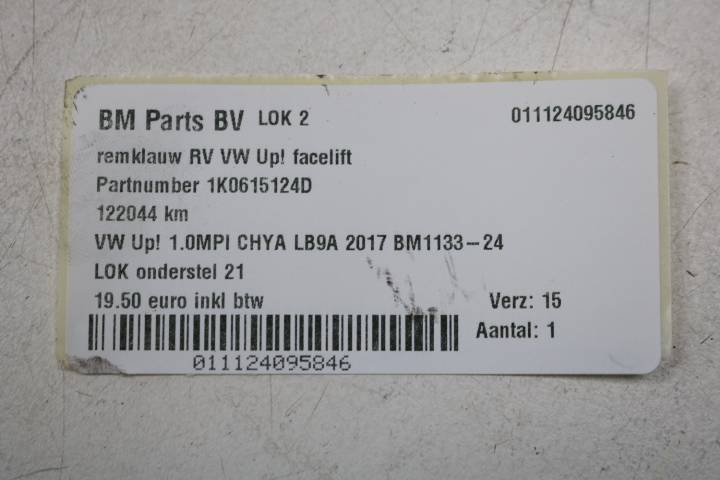 BM Parts BV LOK 2 011124095846
remklauw RV VW Up! facelift
Partnumber 1K0615124D
122044 km
VW Up! 1.0MPI CHYA LB9A 2017 BM1133-24
LOK onderstel 21
19.50 euro inkl btw Verz: 15
Aantal: 1
011124095846